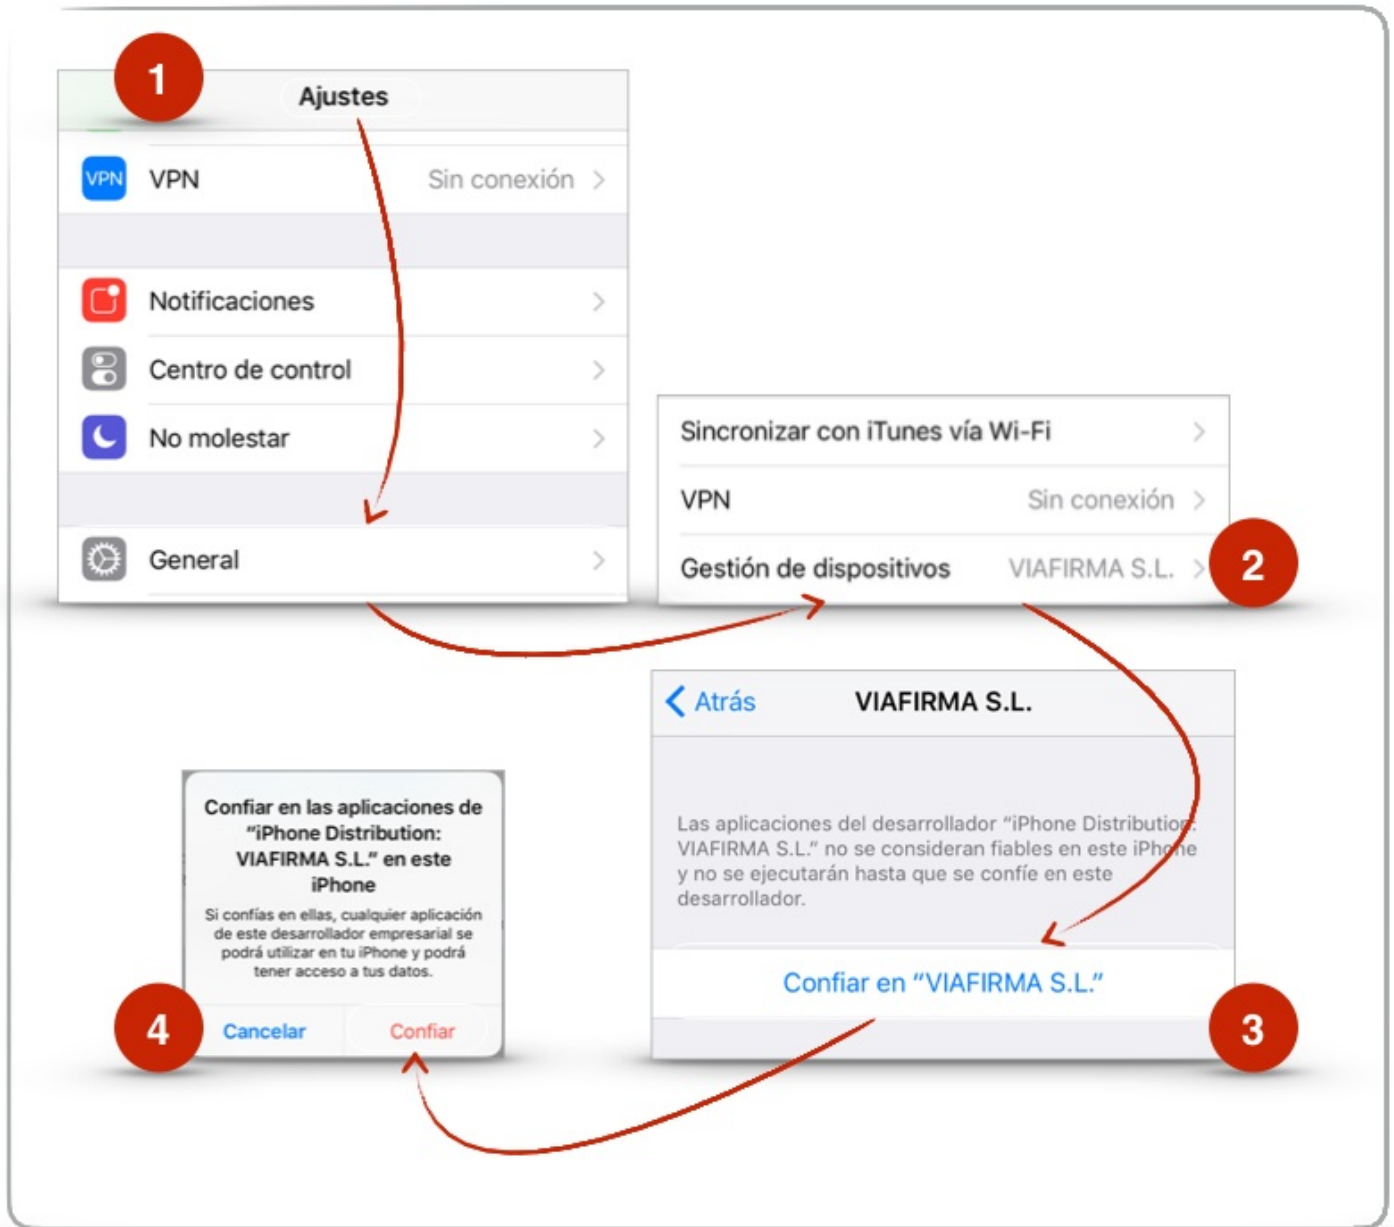 1
Ajustes
VPN VPN Sin conexión
Notificaciones
Centro de control
No molestar
General
Sincronizar con iTunes vía Wi-Fi
VPN Sin conexión
Gestión de dispositivos VIAFIRMA S.L.
2
Atrás VIAFIRMA S.L.
Las aplicaciones del desarrollador “iPhone Distribution:
VIAFIRMA S.L.” no se consideran fiables en este iPhone
y no se ejecutarán hasta que se confíe en este
desarrollador.
Confiar en “VIAFIRMA S.L.”
3
Confiar en las aplicaciones de
“iPhone Distribution:
VIAFIRMA S.L.” en este
iPhone
Si confías en ellas, cualquier aplicación
de este desarrollador empresarial se
podrá utilizar en tu iPhone y podrá
tener acceso a tus datos.
4
Cancelar Confiar